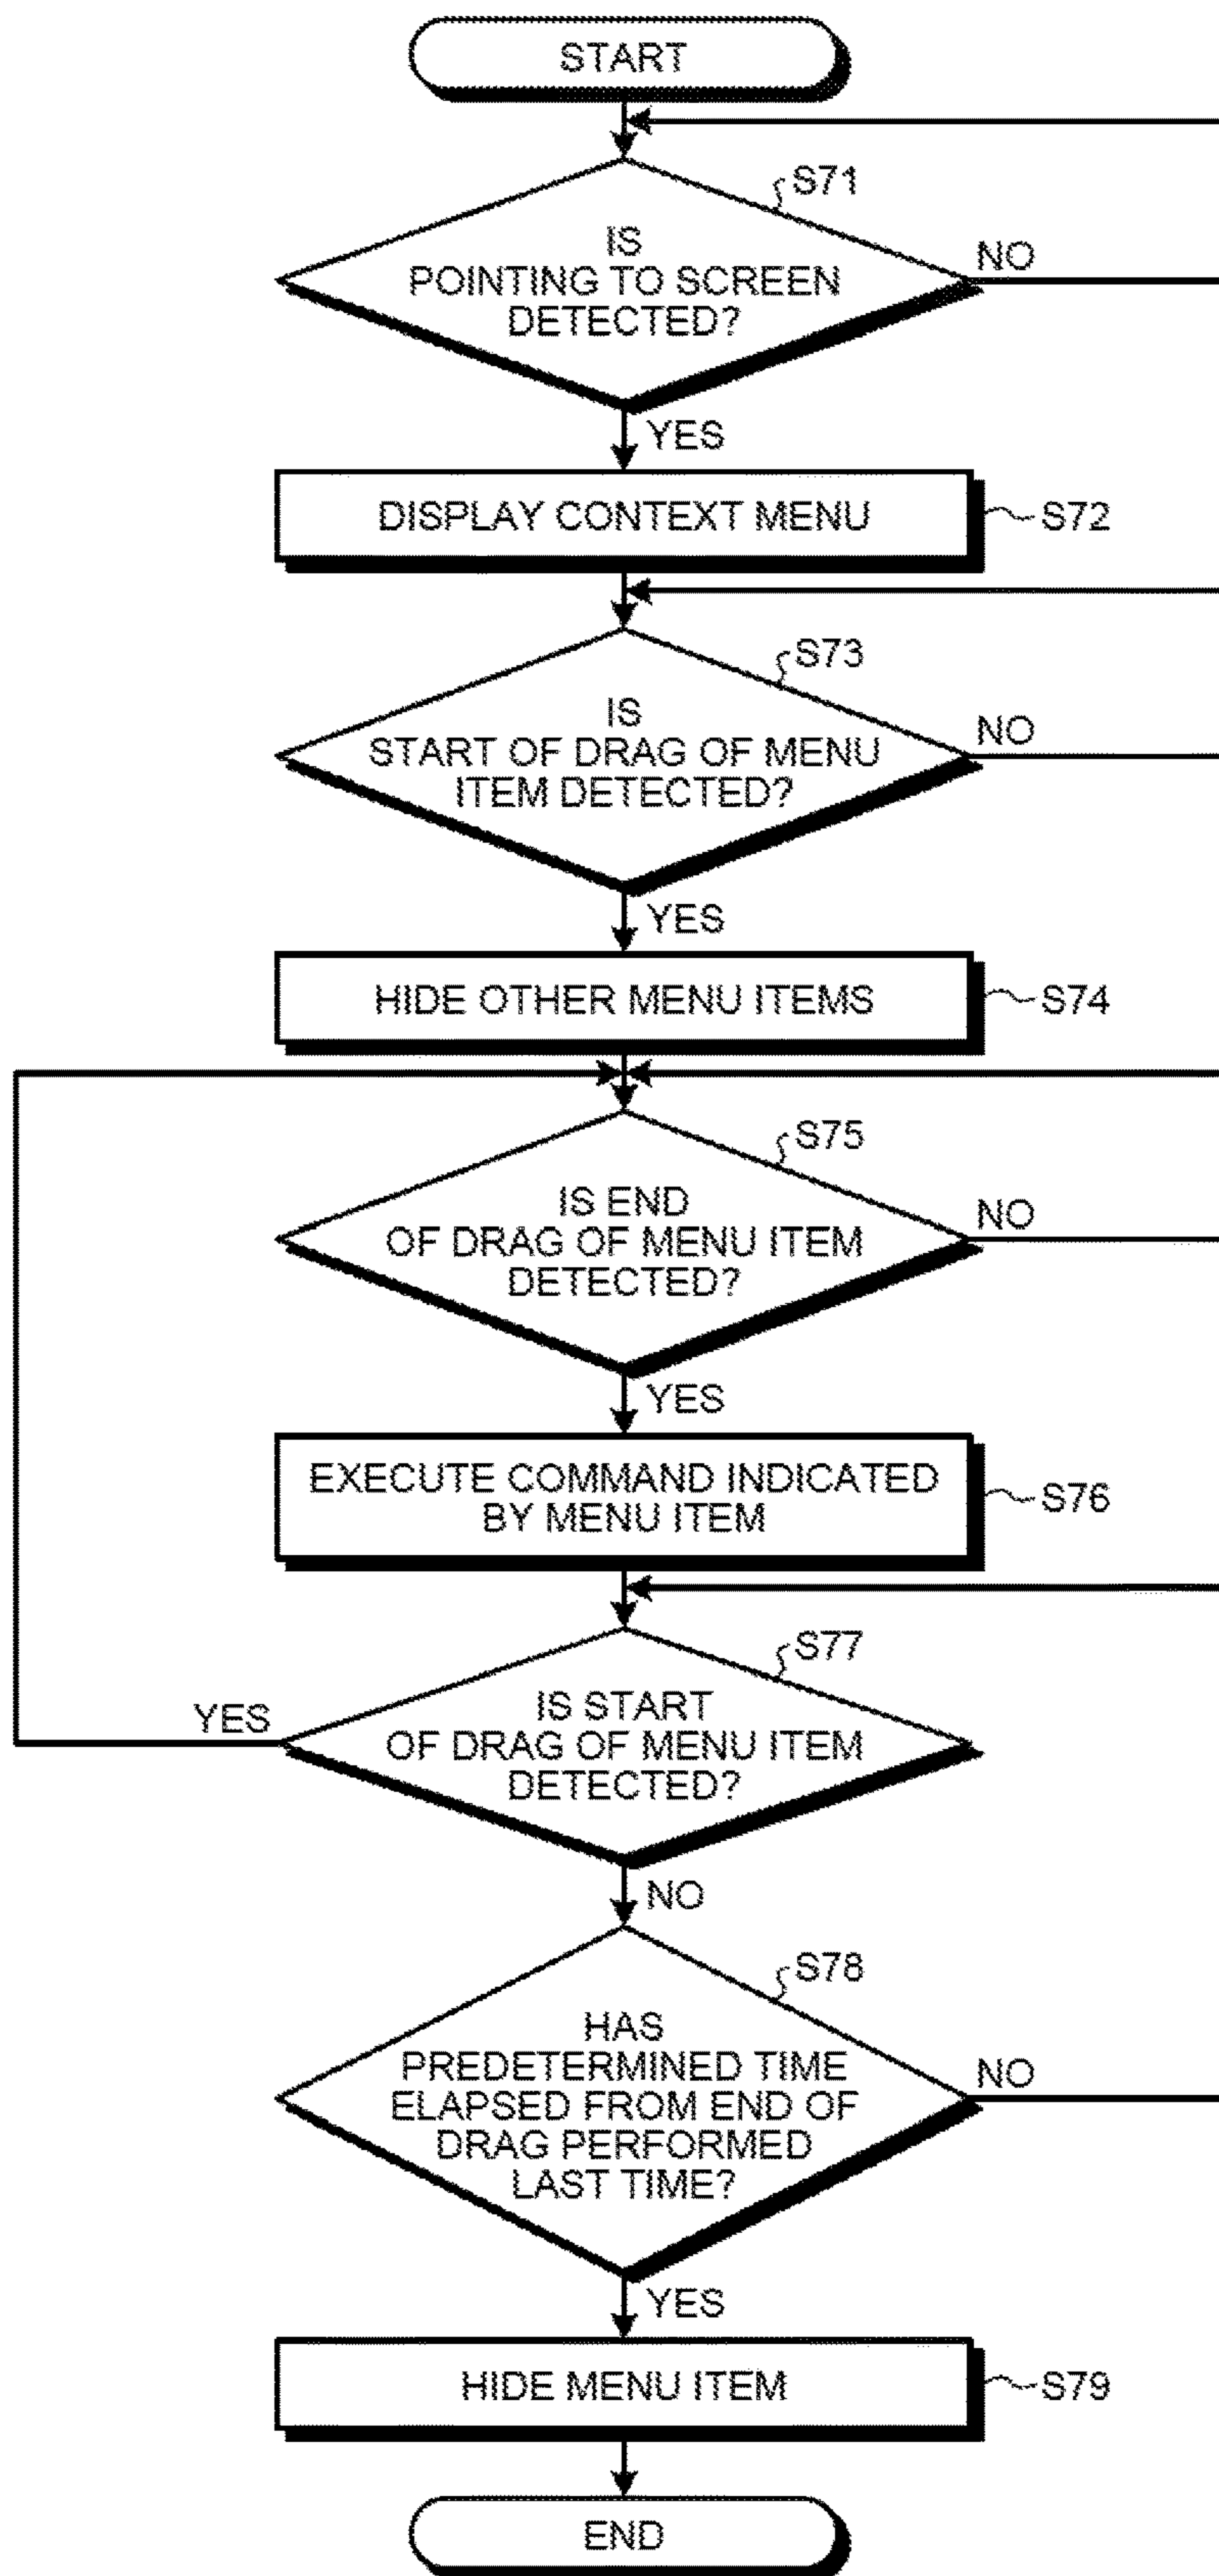 START
S71
IS
POINTING TO SCREEN
DETECTED?
NO
YES
DISPLAY CONTEXT MENU
S72
S73
IS
START OF DRAG OF MENU
ITEM DETECTED?
NO
YES
HIDE OTHER MENU ITEMS
S74
S75
IS END
OF DRAG OF MENU ITEM
DETECTED?
NO
YES
EXECUTE COMMAND INDICATED
BY MENU ITEM
S76
S77
IS START
OF DRAG OF MENU ITEM
DETECTED?
YES
NO
S78
HAS
PREDETERMINED TIME
ELAPSED FROM END OF
DRAG PERFORMED
LAST TIME?
NO
YES
HIDE MENU ITEM
S79
END